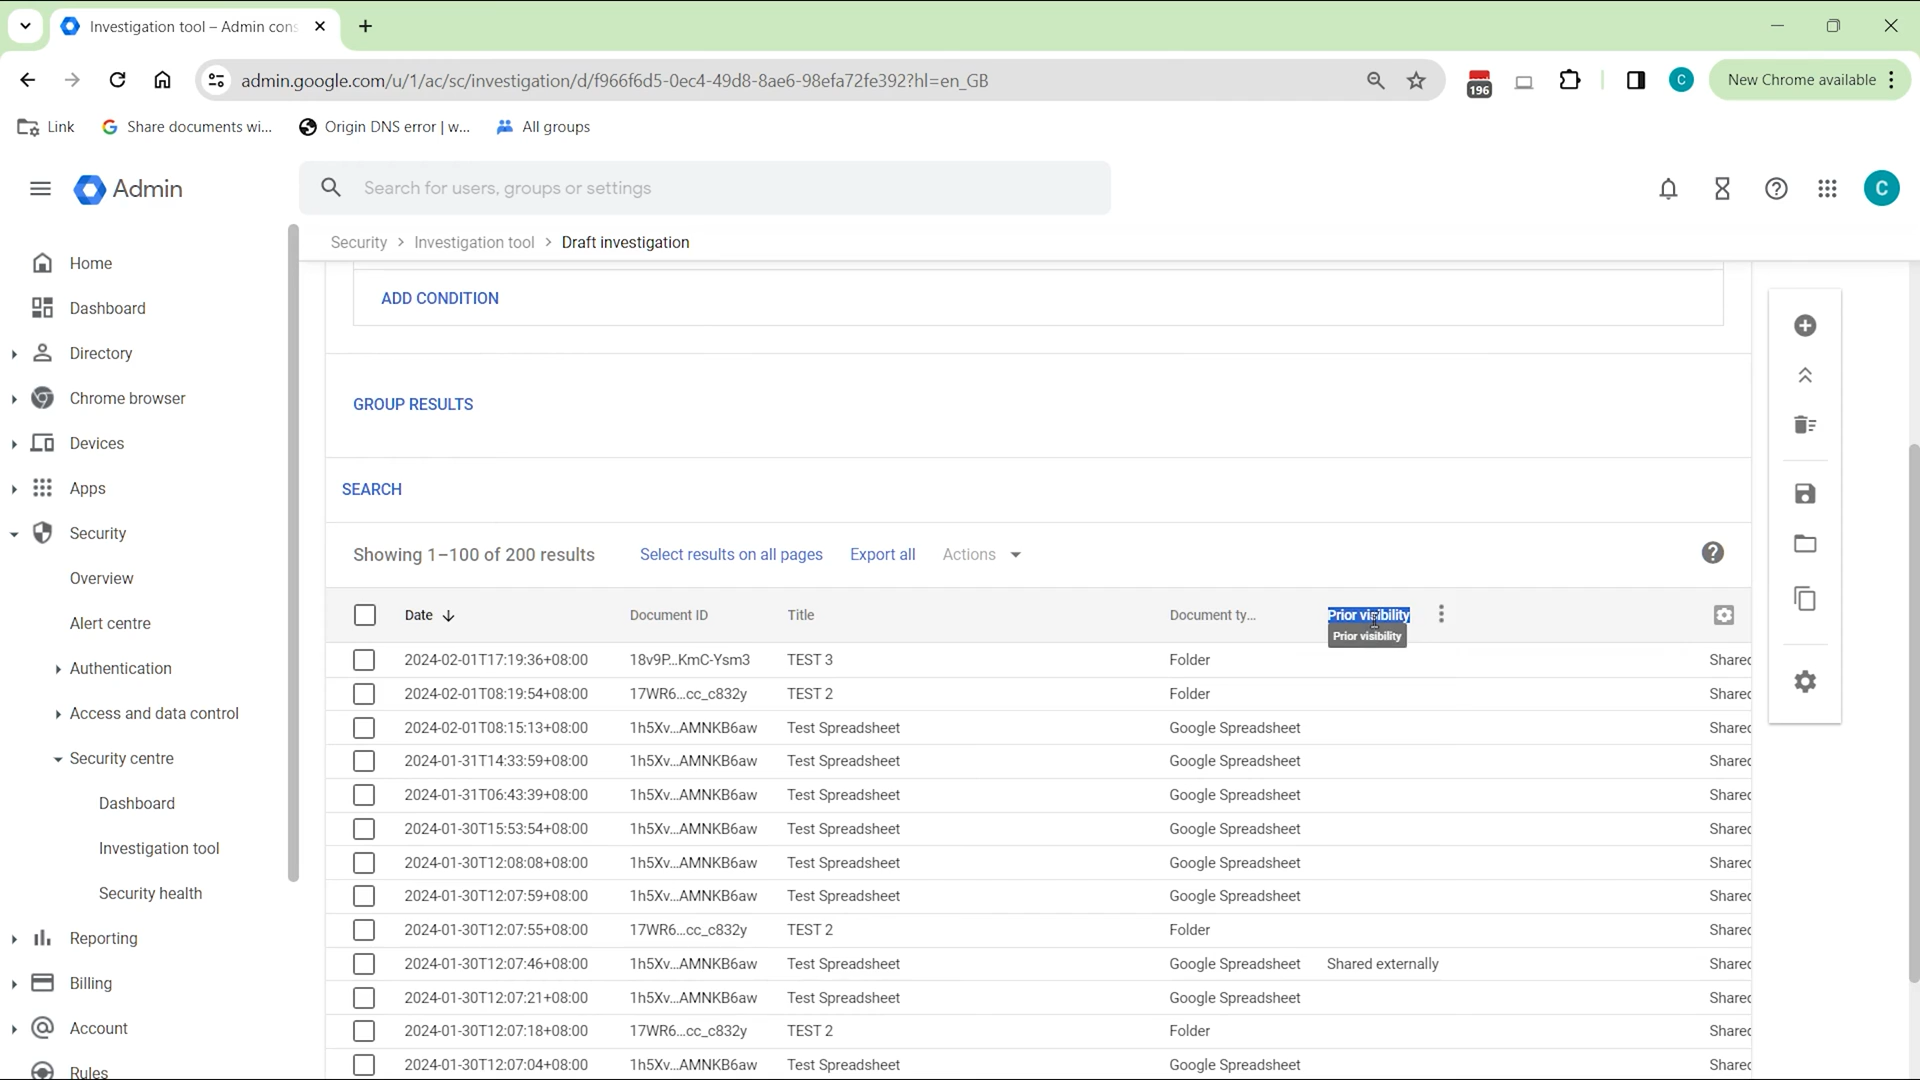 Investigation tool – Admin cons
admin.google.com/u/1/ac/sc/investigation/d/f966f6d5-0ec4-49d8-8ae6-98efa72fe392?hl=en_GB
196
C
New Chrome available
Link
Share documents wi...
Origin DNS error | w...
All groups
Admin
Search for users, groups or settings
C
Security > Investigation tool > Draft investigation
Home
Dashboard
Directory
Chrome browser
Devices
Apps
Security
Overview
Alert centre
Authentication
Access and data control
Security centre
Dashboard
Investigation tool
Security health
Reporting
Billing
Account
Rules
ADD CONDITION
GROUP RESULTS
SEARCH
Showing 1–100 of 200 results Select results on all pages Export all Actions
Date Document ID Title Document ty... Prior visibility
Prior visibility
2024-02-01T17:19:36+08:00 18v9P...KmC-Ysm3 TEST 3 Folder Shared
2024-02-01T08:19:54+08:00 17WR6...cc_c832y TEST 2 Folder Shared
2024-02-01T08:15:13+08:00 1h5Xv...AMNKB6aw Test Spreadsheet Google Spreadsheet Shared
2024-01-31T14:33:59+08:00 1h5Xv...AMNKB6aw Test Spreadsheet Google Spreadsheet Shared
2024-01-31T06:43:39+08:00 1h5Xv...AMNKB6aw Test Spreadsheet Google Spreadsheet Shared
2024-01-30T15:53:54+08:00 1h5Xv...AMNKB6aw Test Spreadsheet Google Spreadsheet Shared
2024-01-30T12:08:08+08:00 1h5Xv...AMNKB6aw Test Spreadsheet Google Spreadsheet Shared
2024-01-30T12:07:59+08:00 1h5Xv...AMNKB6aw Test Spreadsheet Google Spreadsheet Shared
2024-01-30T12:07:55+08:00 17WR6...cc_c832y TEST 2 Folder Shared
2024-01-30T12:07:46+08:00 1h5Xv...AMNKB6aw Test Spreadsheet Google Spreadsheet Shared externally Shared
2024-01-30T12:07:21+08:00 1h5Xv...AMNKB6aw Test Spreadsheet Google Spreadsheet Shared
2024-01-30T12:07:18+08:00 17WR6...cc_c832y TEST 2 Folder Shared
2024-01-30T12:07:04+08:00 1h5Xv...AMNKB6aw Test Spreadsheet Google Spreadsheet Shared